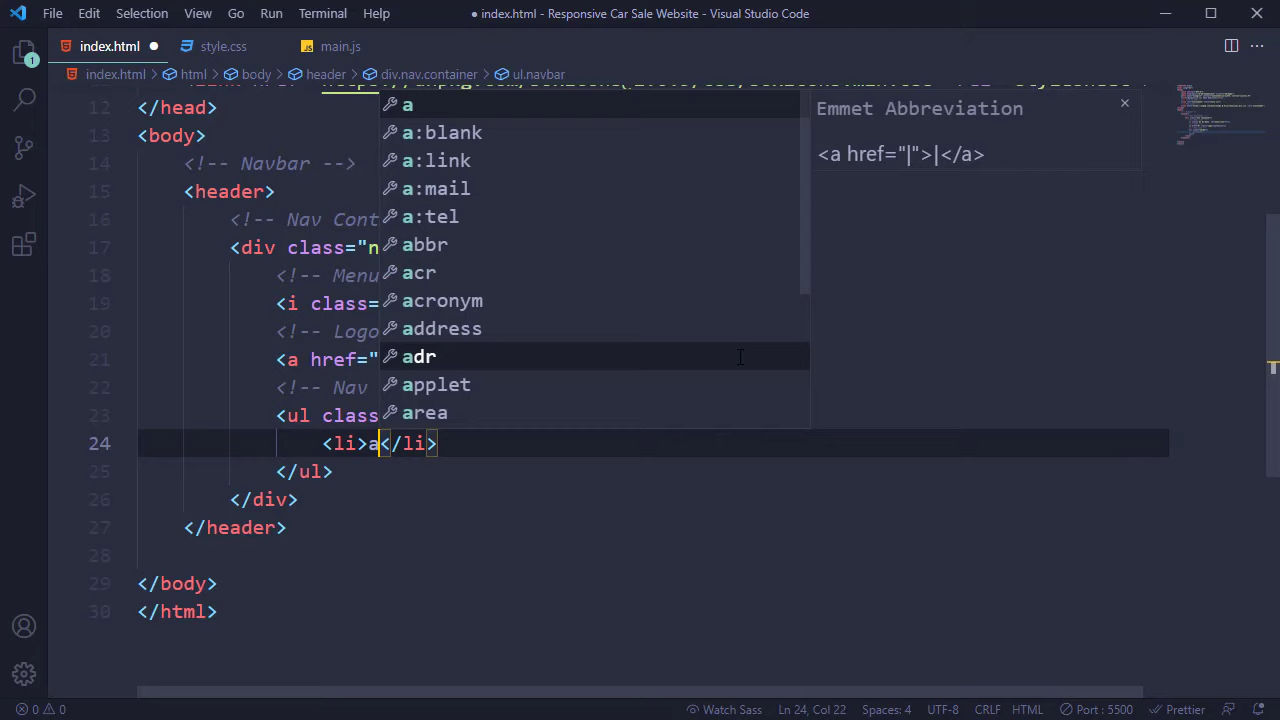 File Edit Selection View Go Run Terminal Help
● index.html - Responsive Car Sale Website - Visual Studio Code
index.html ● style.css JS main.js
index.html > html > body > header > div.nav.container > ul.navbar
12 </head>
13 <body>
14 <!-- Navbar -->
15 <header>
16 <!-- Nav Cont
17 <div class="n
18 <!-- Menu
19 <i class=
20 <!-- Logo
21 <a href="
22 <!-- Nav
23 <ul class
24 <li>a</li>
25 </ul>
26 </div>
27 </header>
28
29 </body>
30 </html>
a
a:blank
a:link
a:mail
a:tel
abbr
acr
acronym
address
adr
applet
area
Emmet Abbreviation
<a href="|">|</a>
1
0 0 Watch Sass Ln 24, Col 22 Spaces: 4 UTF-8 CRLF HTML Port : 5500 Prettier